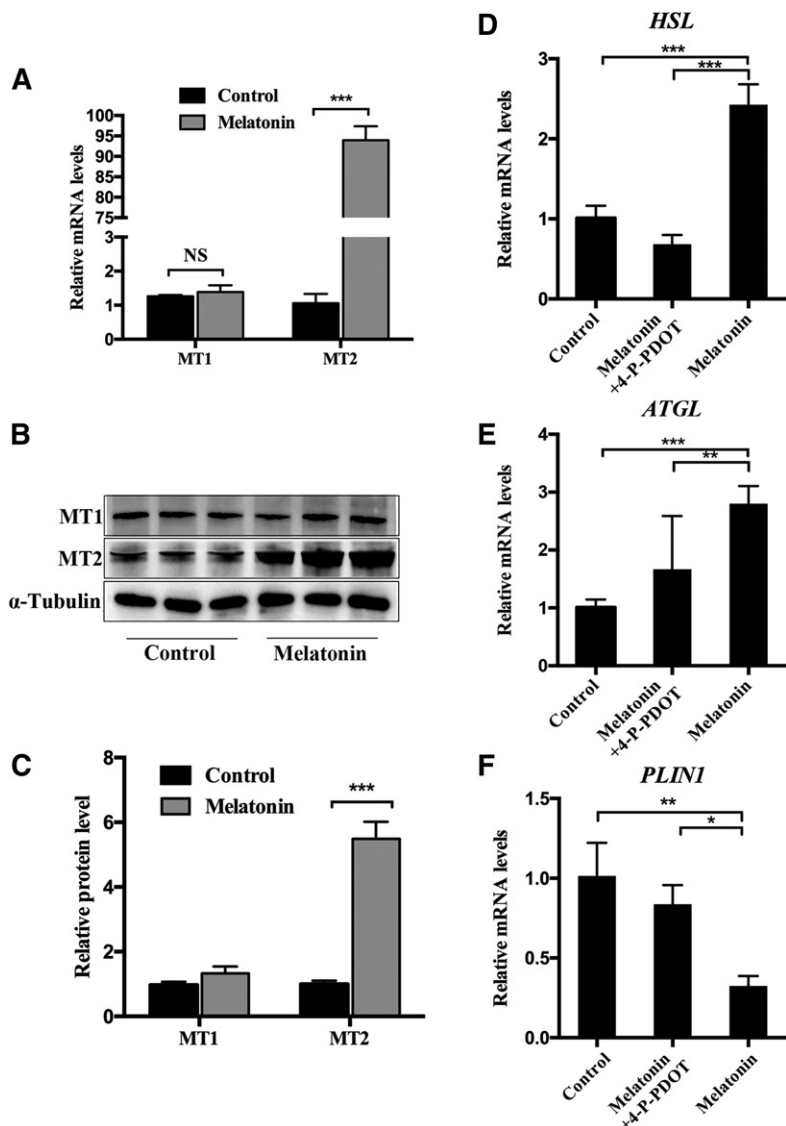 A
Control
Melatonin
***
100
95
90
85
80
75
3
2
1
0
NS
Relative mRNA levels
MT1 MT2
B
MT1
MT2
α-Tubulin
Control Melatonin
C
Control
Melatonin
***
8
6
4
2
0
Relative protein level
MT1 MT2
D
HSL
***
***
3
2
1
0
Relative mRNA levels
Control
Melatonin
+4-P-PDOT
Melatonin
E
ATGL
***
**
4
3
2
1
0
Relative mRNA levels
Control
Melatonin
+4-P-PDOT
Melatonin
F
PLIN1
**
*
1.5
1.0
0.5
0.0
Relative mRNA levels
Control
Melatonin
+4-P-PDOT
Melatonin